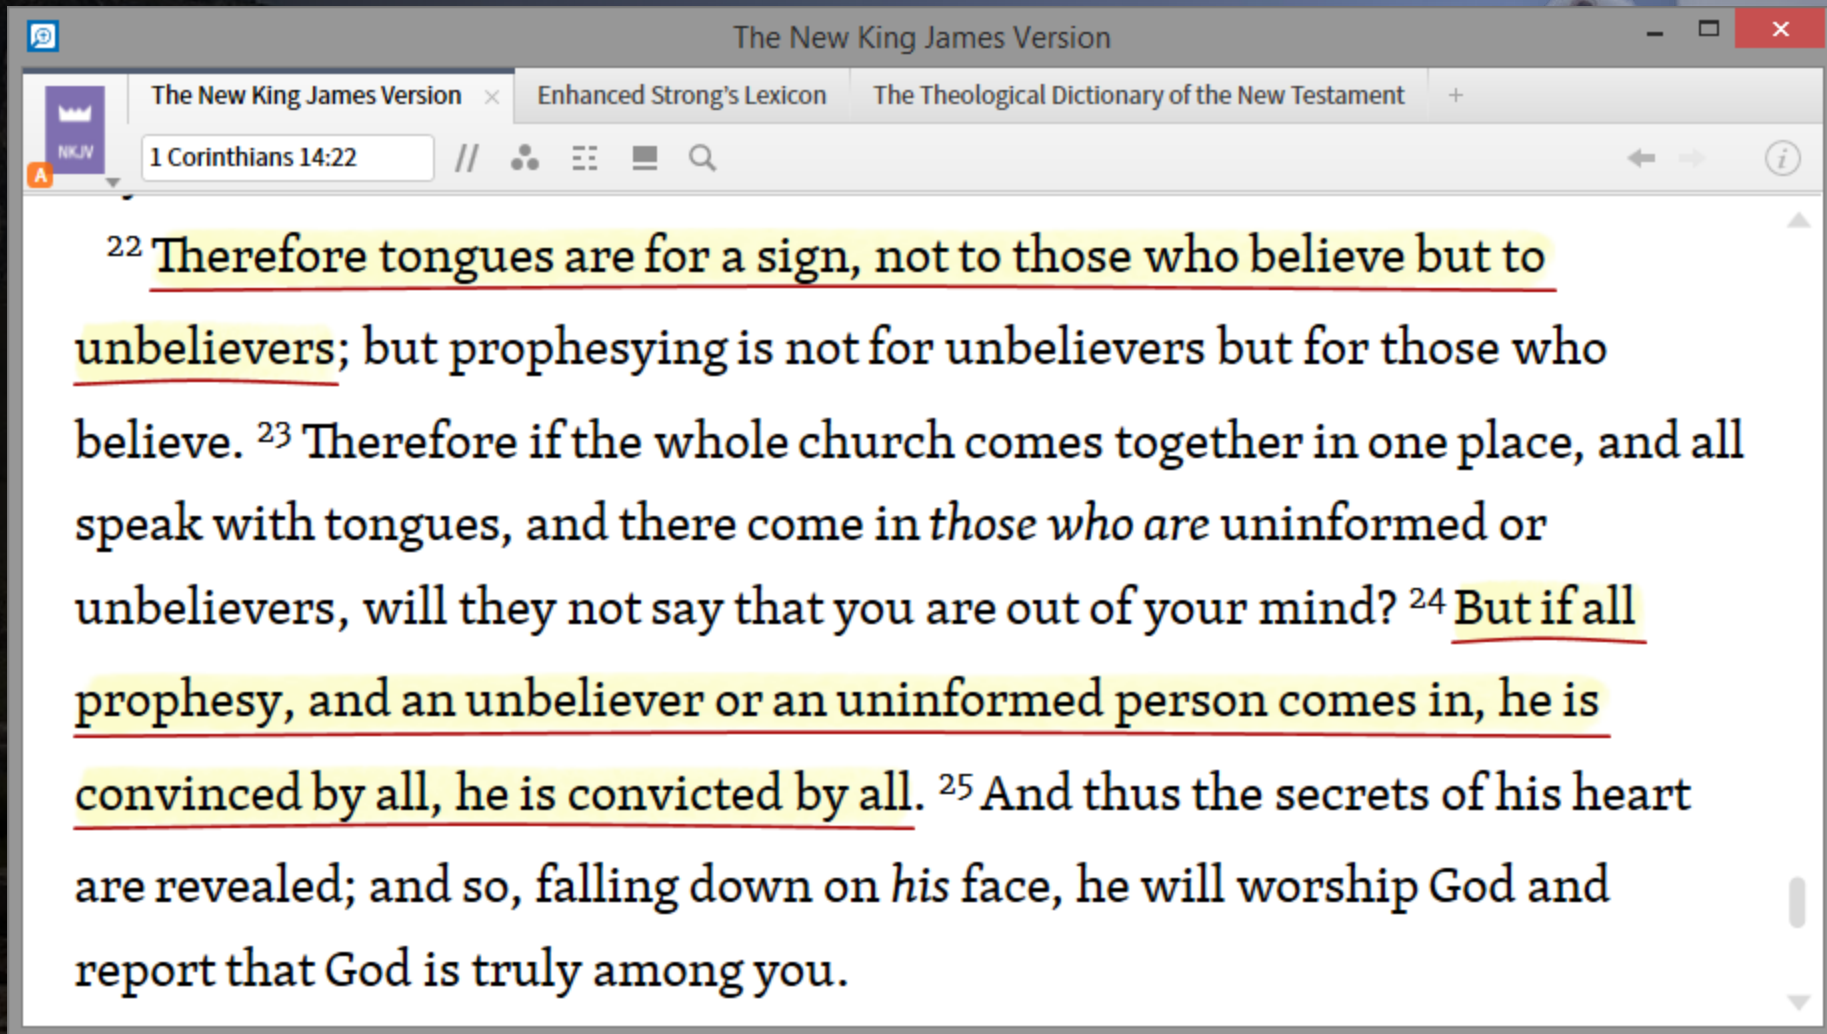 The New King James Version
The New King James Version × Enhanced Strong's Lexicon The Theological Dictionary of the New Testament +
NKJV
A
1 Corinthians 14:22
22 Therefore tongues are for a sign, not to those who believe but to
unbelievers; but prophesying is not for unbelievers but for those who
believe. 23 Therefore if the whole church comes together in one place, and all
speak with tongues, and there come in those who are uninformed or
unbelievers, will they not say that you are out of your mind? 24 But if all
prophesy, and an unbeliever or an uninformed person comes in, he is
convinced by all, he is convicted by all. 25 And thus the secrets of his heart
are revealed; and so, falling down on his face, he will worship God and
report that God is truly among you.